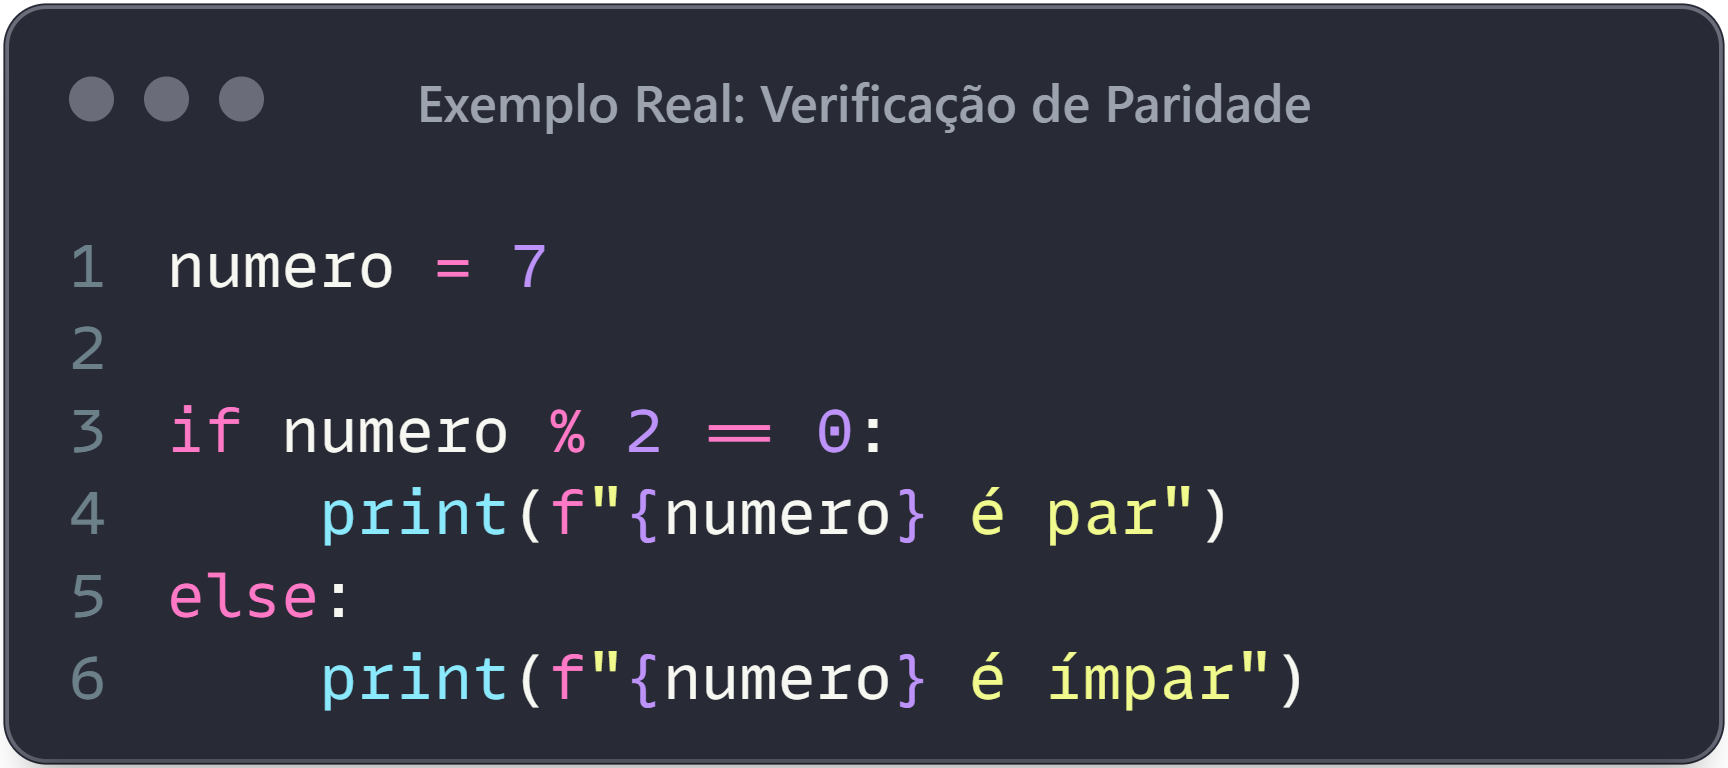 Exemplo Real: Verificação de Paridade
1 numero = 7
2
3 if numero % 2 == 0:
4     print(f"{numero} é par")
5 else:
6     print(f"{numero} é ímpar")